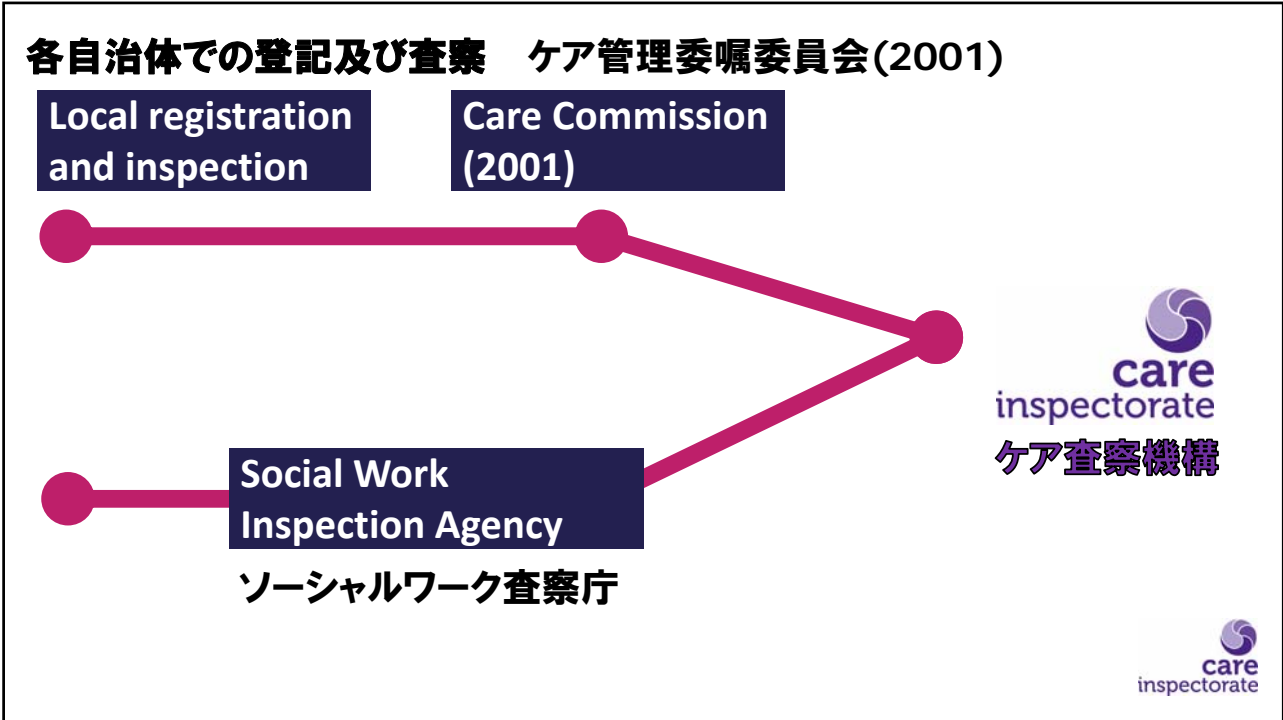 各自治体での登記及び査察 ケア管理委嘱委員会(2001)
Local registration
and inspection
Care Commission
(2001)
care
inspectorate
ケア査察機構
Social Work
Inspection Agency
ソーシャルワーク査察庁
care
inspectorate